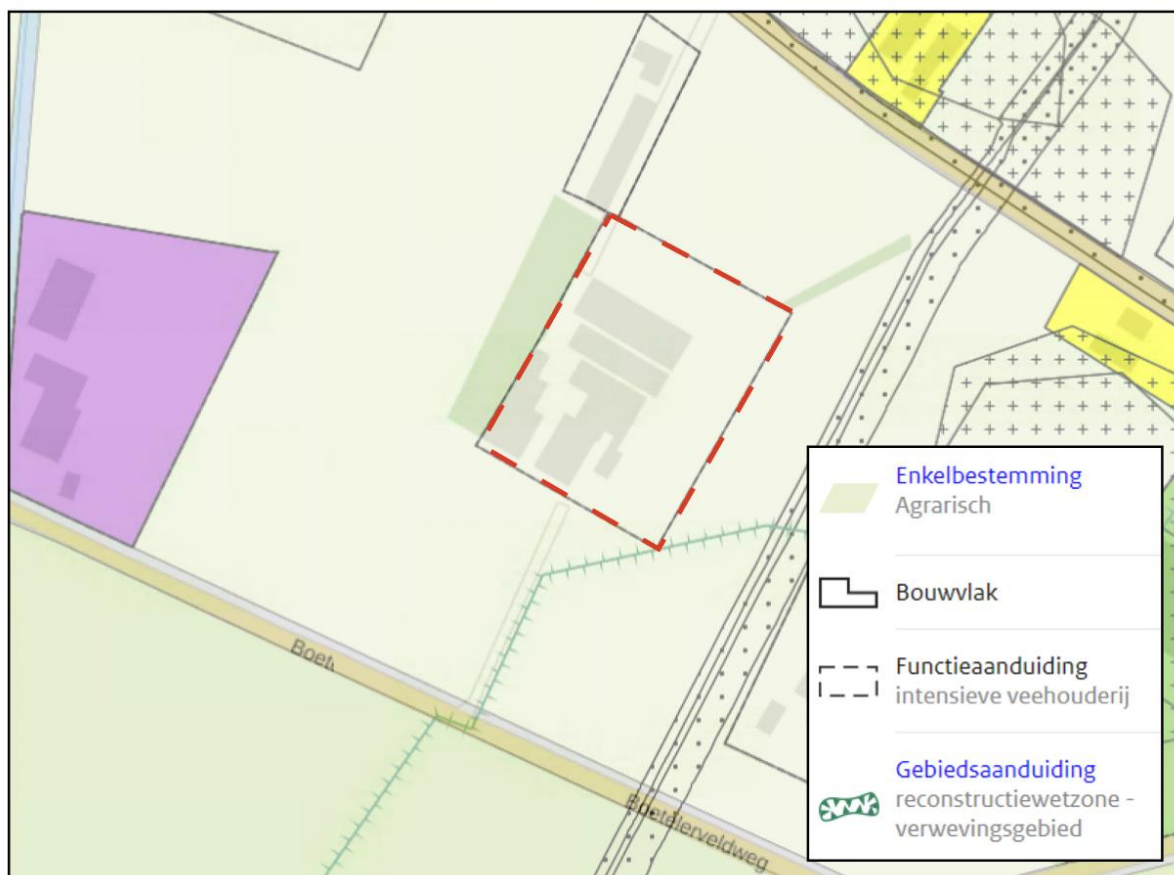 Boet
Boetelerveldweg
Enkelbestemming
Agrarisch
Bouwvlak
Functieaanduiding
intensieve veehouderij
Gebiedsaanduiding
reconstructiewetzone -
verwevingsgebied